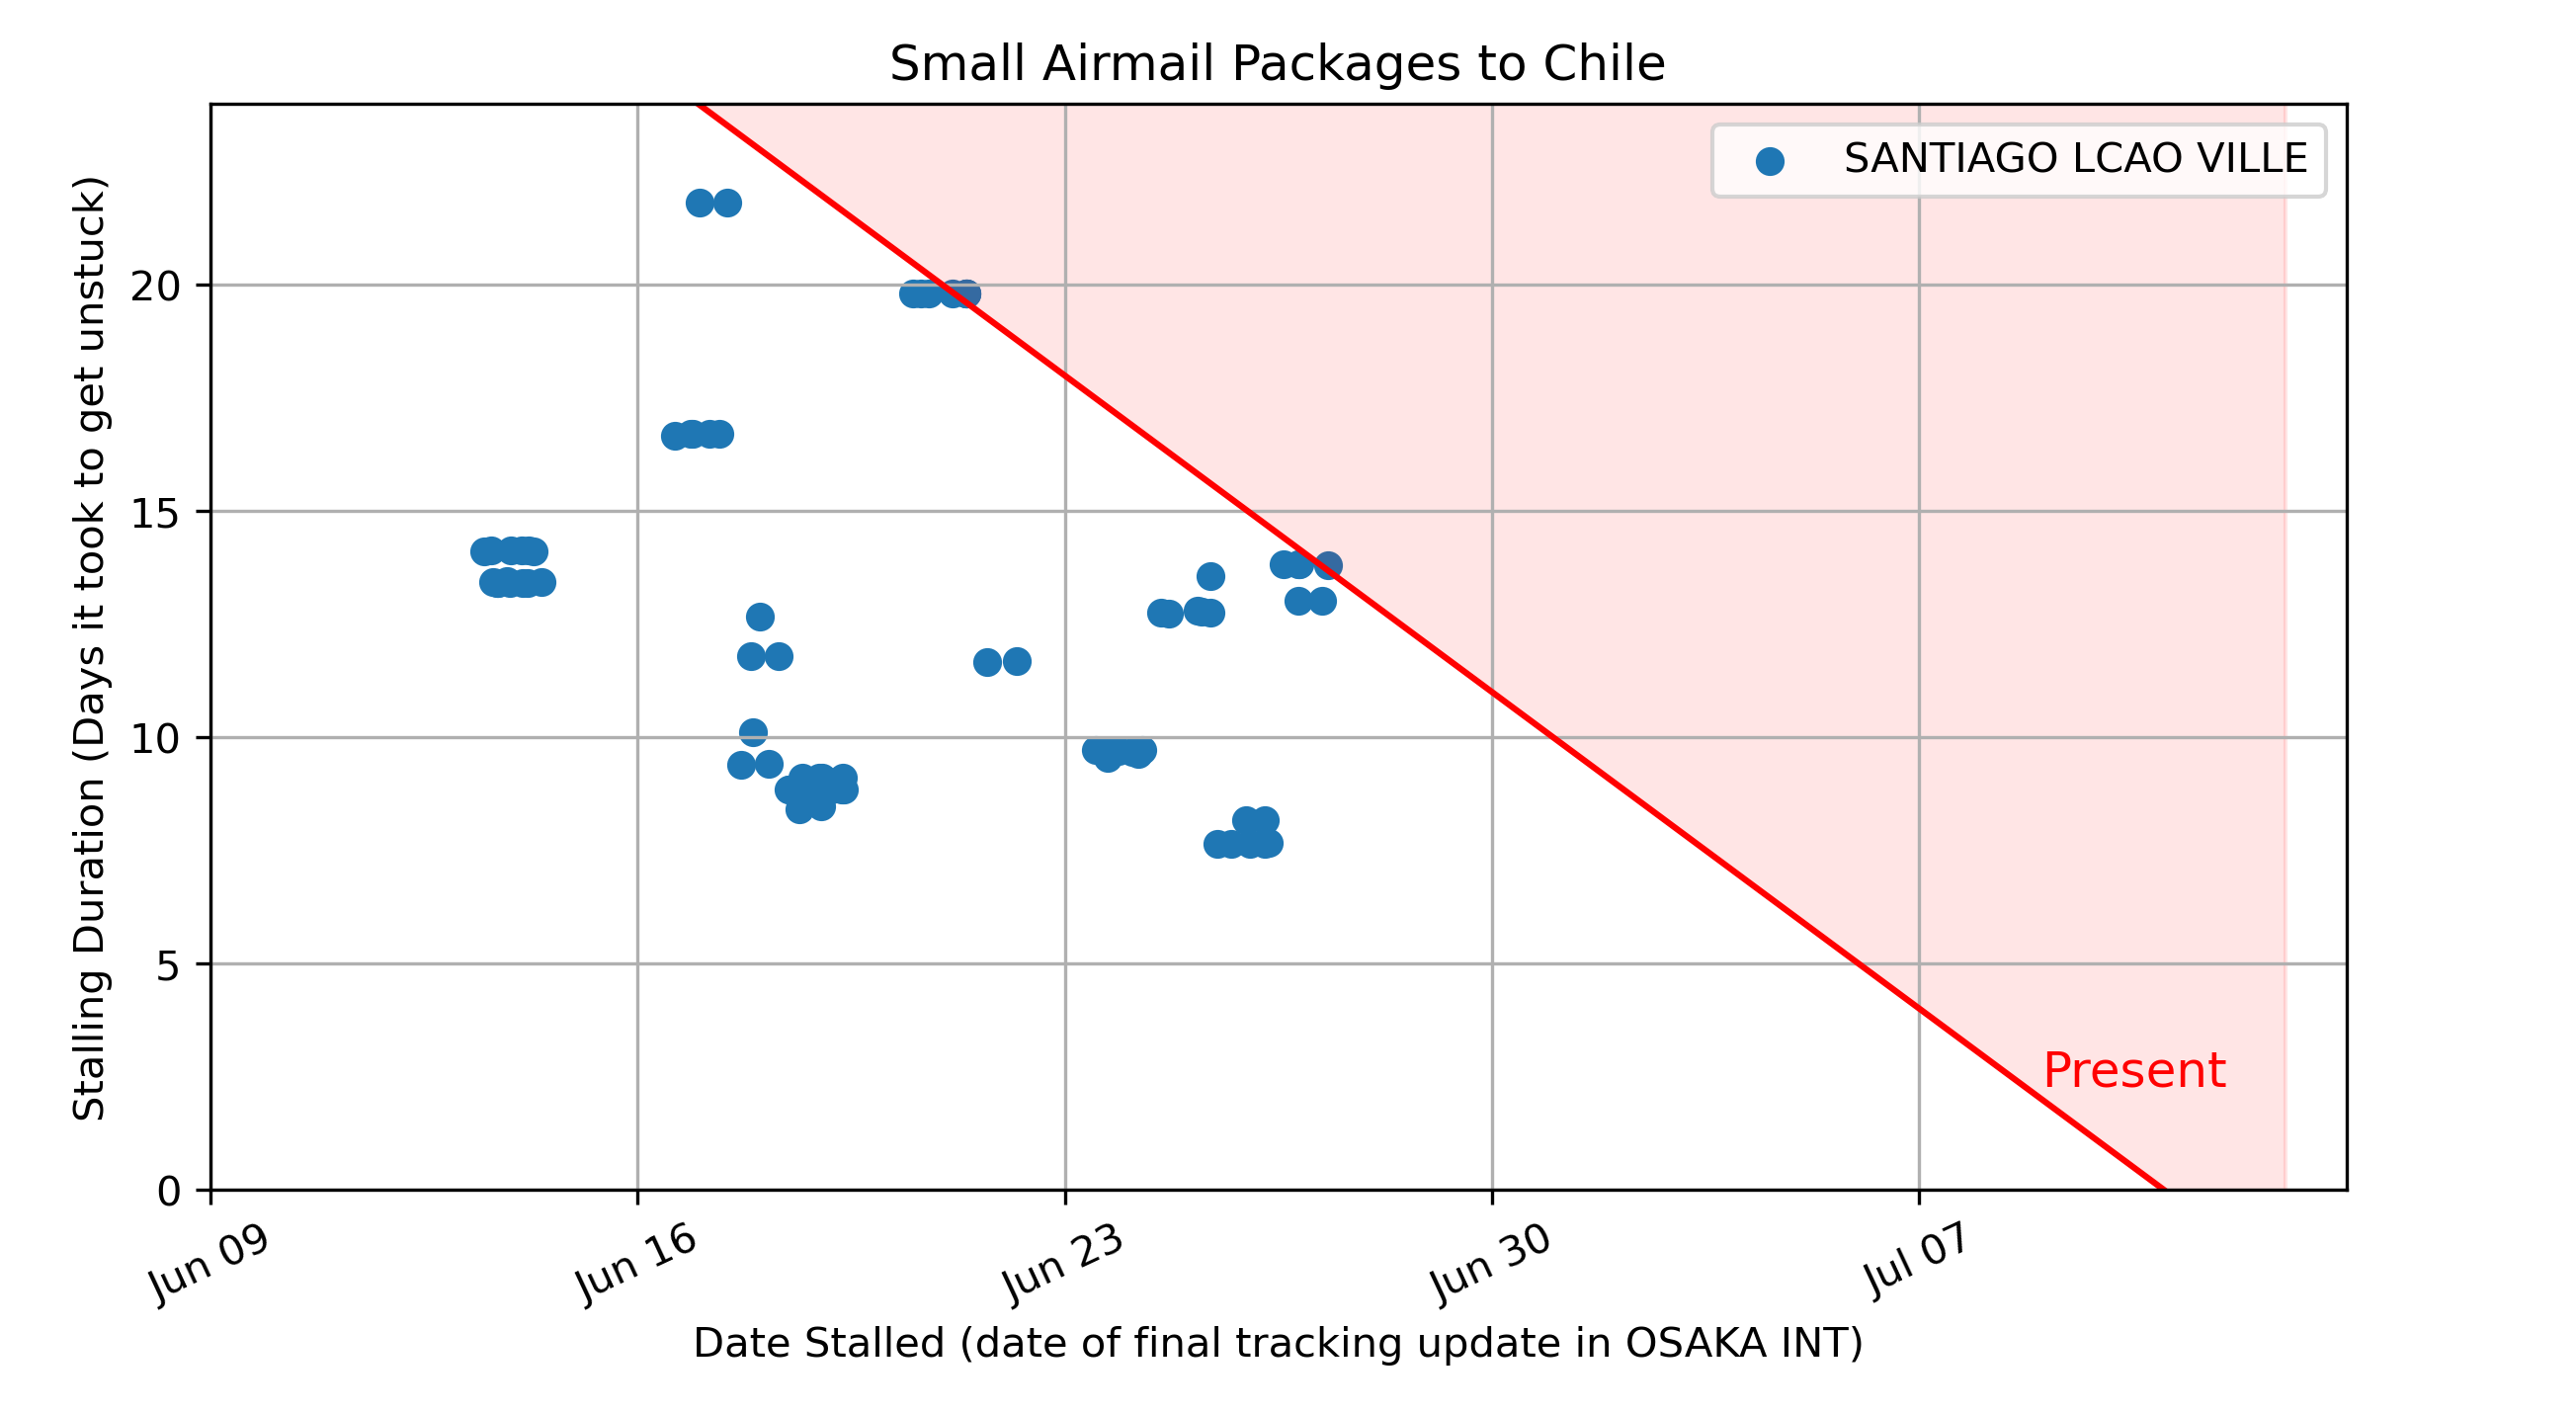 Small Airmail Packages to Chile
SANTIAGO LCAO VILLE
Stalling Duration (Days it took to get unstuck)
20
15
10
5
0
Present
Jun 09
Jun 16
Jun 23
Jun 30
Jul 07
Date Stalled (date of final tracking update in OSAKA INT)